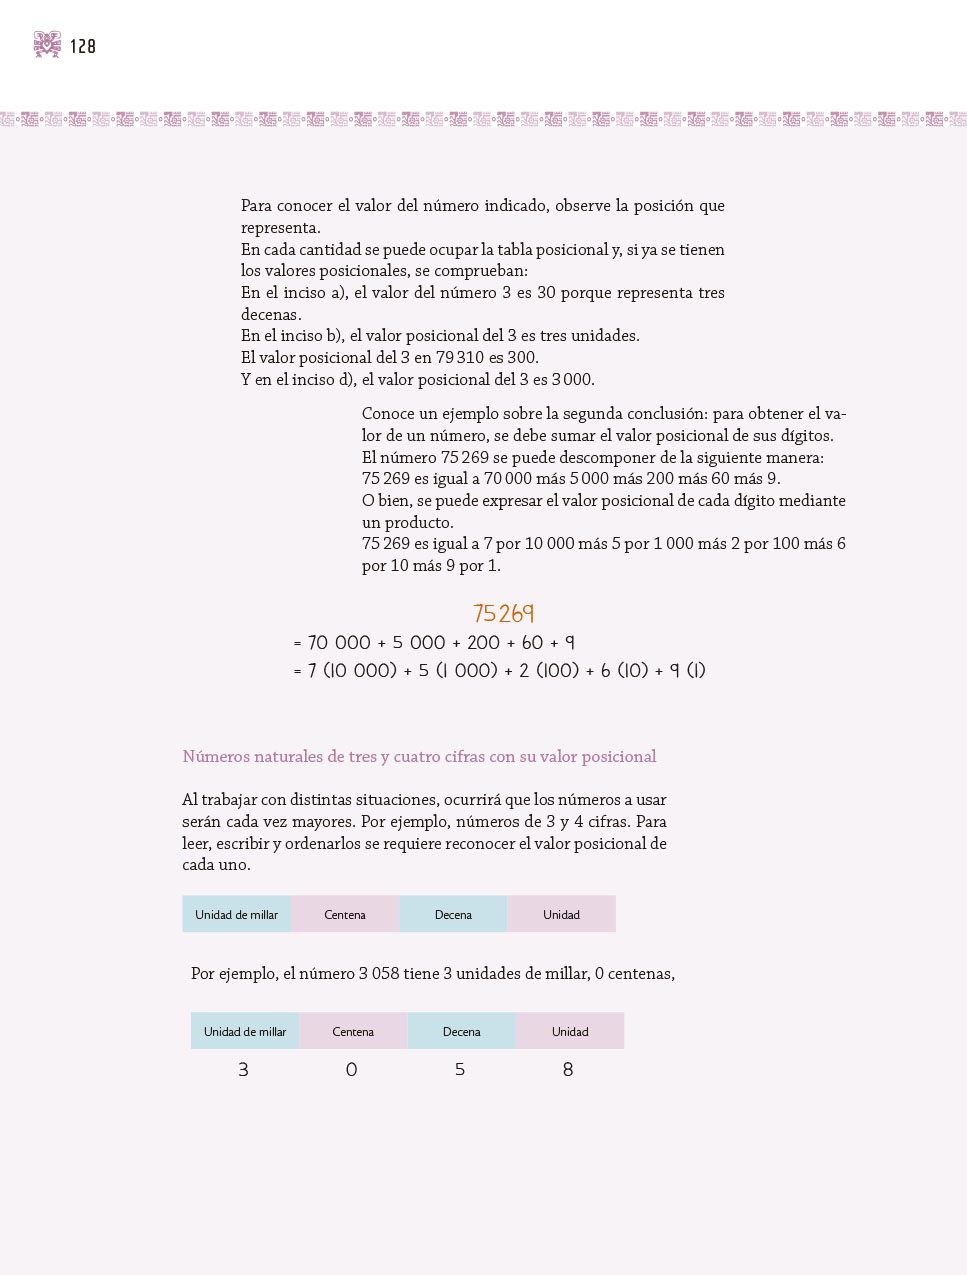 128
Para conocer el valor del número indicado, observe la posición que
representa.
En cada cantidad se puede ocupar la tabla posicional y, si ya se tienen
los valores posicionales, se comprueban:
En el inciso a), el valor del número 3 es 30 porque representa tres
decenas.
En el inciso b), el valor posicional del 3 es tres unidades.
El valor posicional del 3 en 79 310 es 300.
Y en el inciso d), el valor posicional del 3 es 3 000.
Conoce un ejemplo sobre la segunda conclusión: para obtener el va-
lor de un número, se debe sumar el valor posicional de sus dígitos.
El número 75 269 se puede descomponer de la siguiente manera:
75 269 es igual a 70 000 más 5 000 más 200 más 60 más 9.
O bien, se puede expresar el valor posicional de cada dígito mediante
un producto.
75 269 es igual a 7 por 10 000 más 5 por 1 000 más 2 por 100 más 6
por 10 más 9 por 1.
75 269
= 70 000 + 5 000 + 200 + 60 + 9
= 7 (10 000) + 5 (1 000) + 2 (100) + 6 (10) + 9 (1)
Números naturales de tres y cuatro cifras con su valor posicional
Al trabajar con distintas situaciones, ocurrirá que los números a usar
serán cada vez mayores. Por ejemplo, números de 3 y 4 cifras. Para
leer, escribir y ordenarlos se requiere reconocer el valor posicional de
cada uno.
Unidad de millar Centena Decena Unidad
Por ejemplo, el número 3 058 tiene 3 unidades de millar, 0 centenas,
Unidad de millar Centena Decena Unidad
3 0 5 8